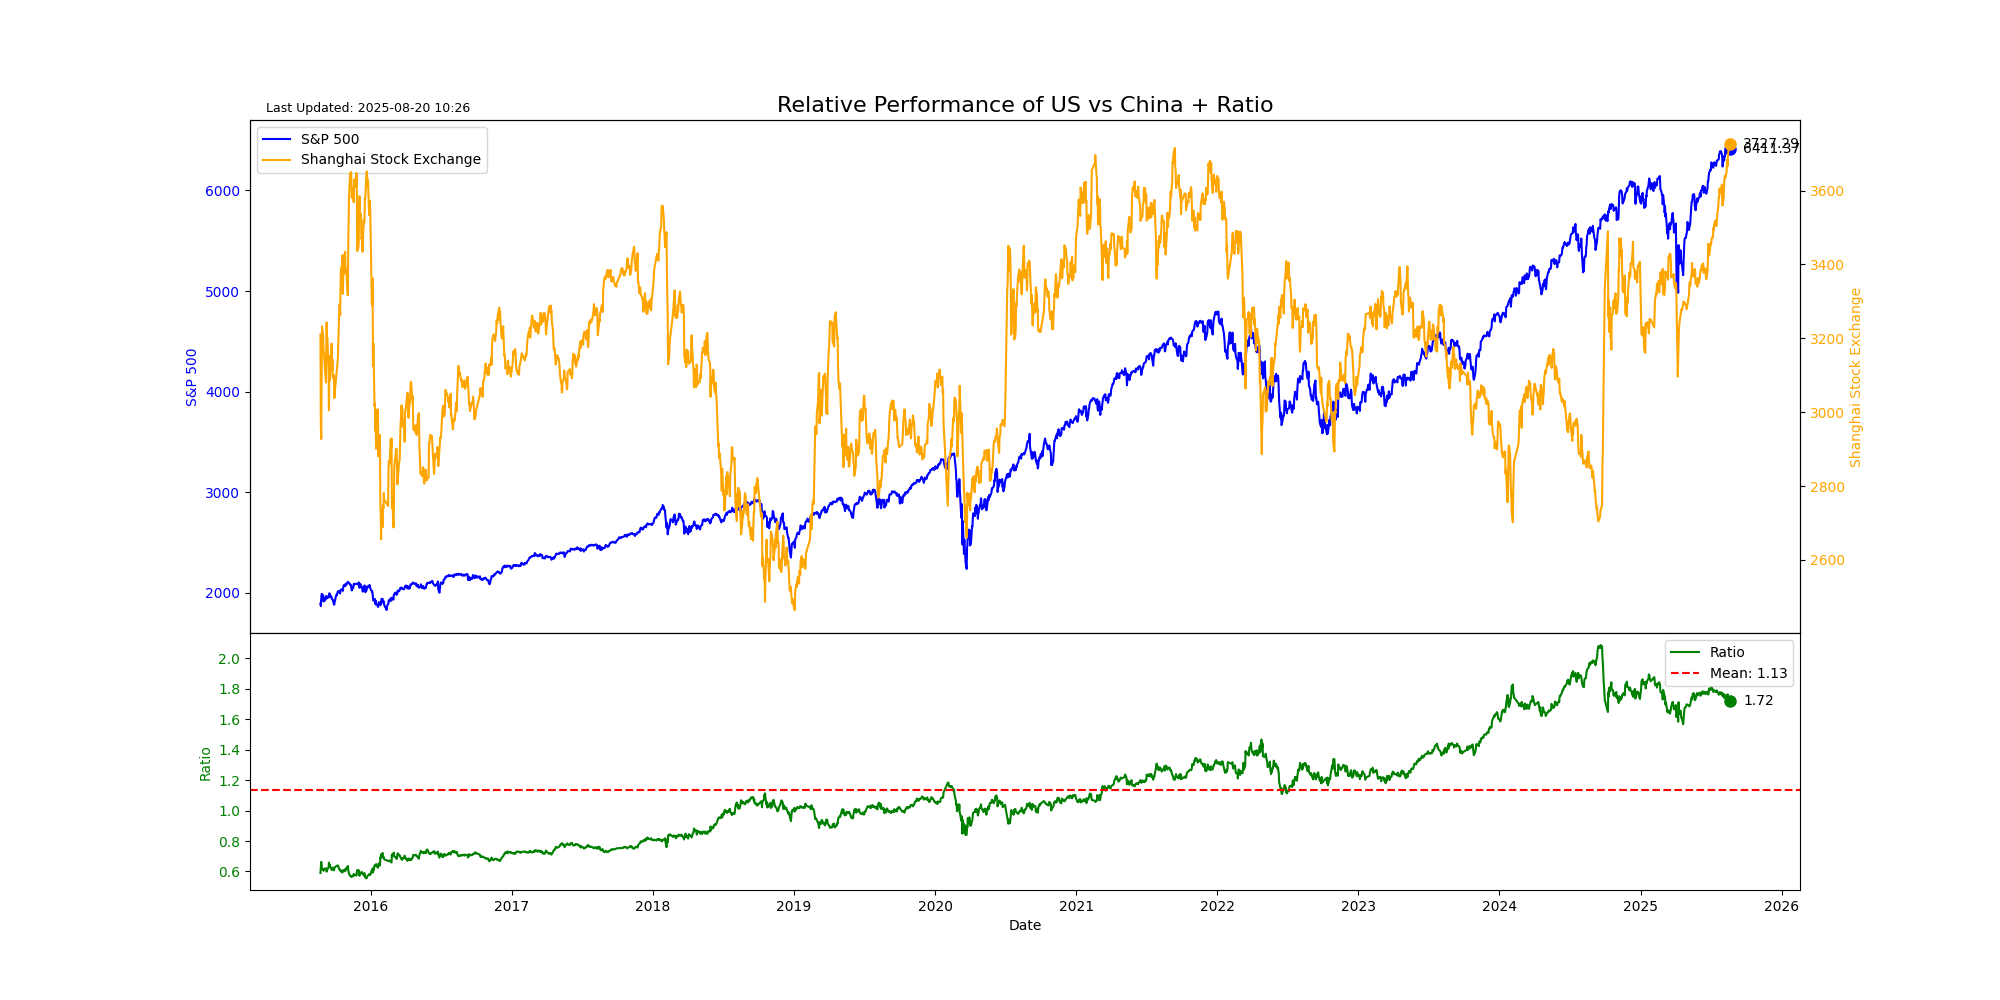 Last Updated: 2025-08-20 10:26
Relative Performance of US vs China + Ratio
S&P 500
Shanghai Stock Exchange
3727.29
6411.37
6000
5000
4000
3000
2000
S&P 500
3600
3400
3200
3000
2800
2600
Shanghai Stock Exchange
2.0
1.8
1.6
1.4
1.2
1.0
0.8
0.6
Ratio
Ratio
Mean: 1.13
1.72
2016 2017 2018 2019 2020 2021 2022 2023 2024 2025 2026
Date